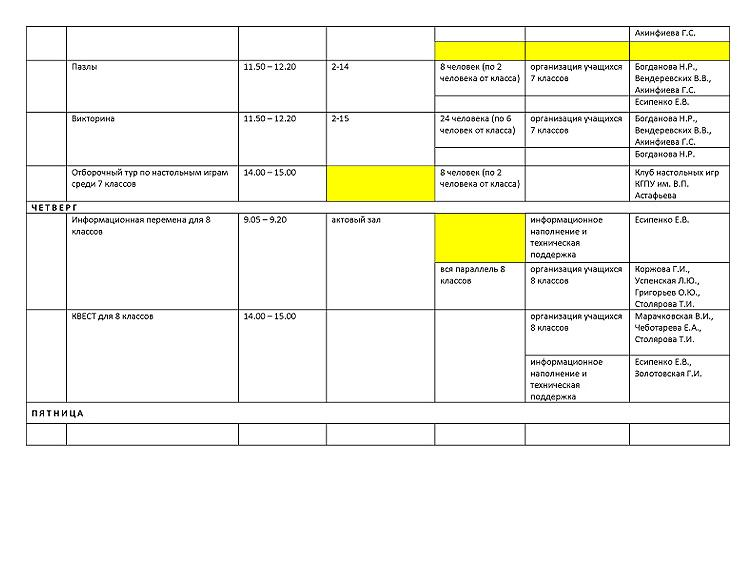 Акинфиева Г.С.
Пазлы
11.50 – 12.20
2-14
8 человек (по 2
человека от класса)
организация учащихся
7 классов
Богданова Н.Р.,
Вендеревских В.В.,
Акинфиева Г.С.
Есипенко Е.В.
Викторина
11.50 – 12.20
2-15
24 человека (по 6
человек от класса)
организация учащихся
7 классов
Богданова Н.Р.,
Вендеревских В.В.,
Акинфиева Г.С.
Богданова Н.Р.
Отборочный тур по настольным играм
среди 7 классов
14.00 – 15.00
8 человек (по 2
человека от класса)
Клуб настольных игр
КГПУ им. В.П.
Астафьева
ЧЕТВЕРГ
Информационная перемена для 8
классов
9.05 – 9.20
актовый зал
информационное
наполнение и
техническая
поддержка
Есипенко Е.В.
вся параллель 8
классов
организация учащихся
8 классов
Коржова Г.И.,
Успенская Л.Ю.,
Григорьев О.Ю.,
Столярова Т.И.
КВЕСТ для 8 классов
14.00 – 15.00
организация учащихся
8 классов
Марачковская В.И.,
Чеботарева Е.А.,
Столярова Т.И.
информационное
наполнение и
техническая
поддержка
Есипенко Е.В.,
Золотовская Г.И.
ПЯТНИЦА